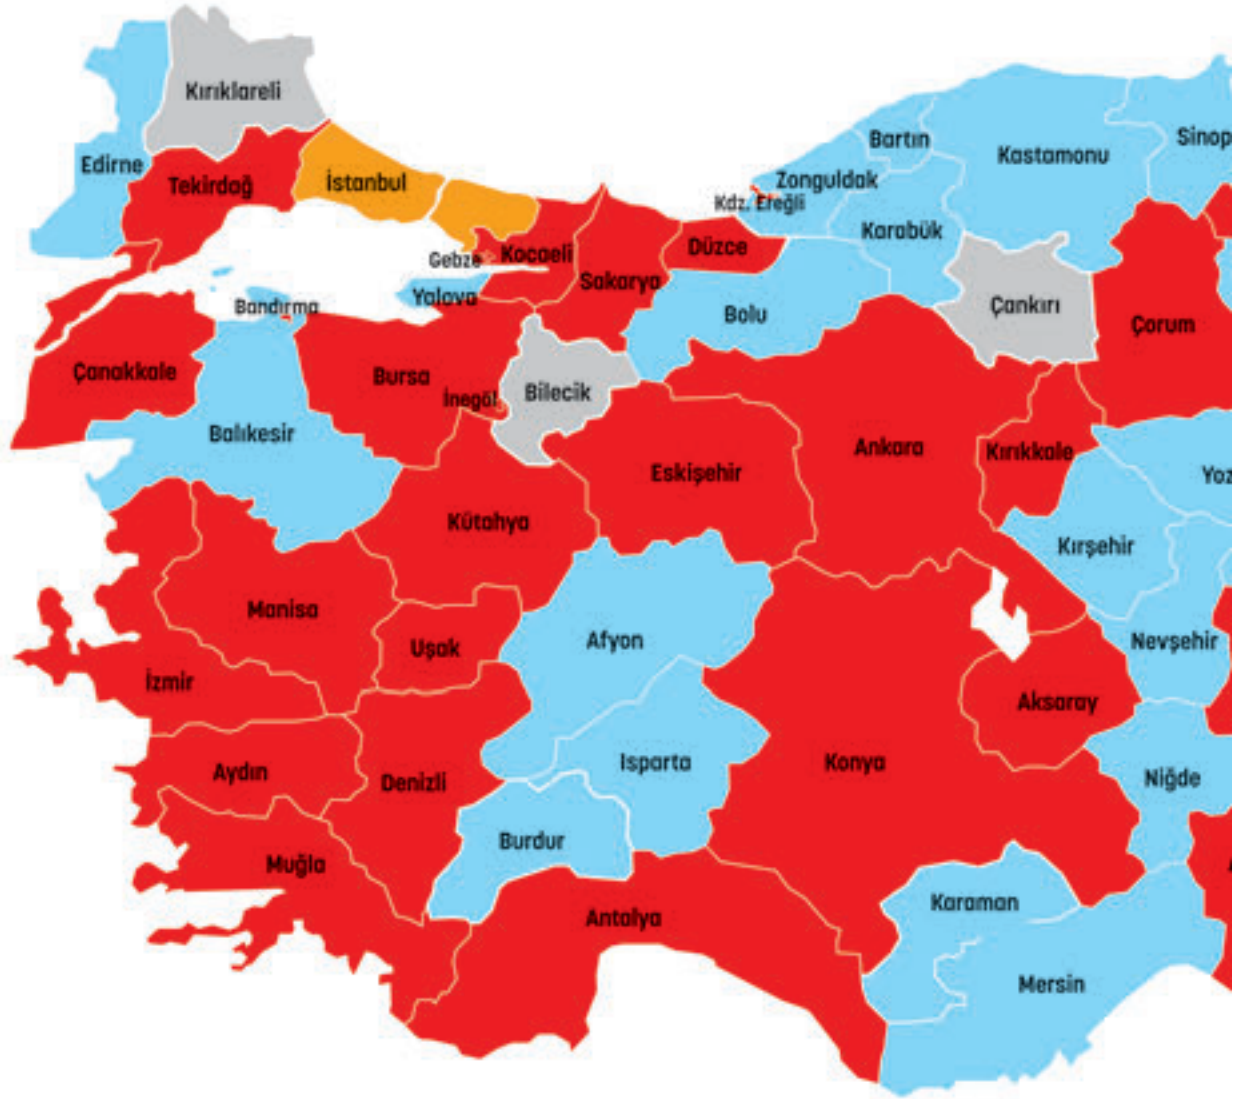 Kırıklareli
Sinop
Bartın
Kastamonu
Edirne
Tekirdağ
İstanbul
Zonguldak
Kdz. Ereğli
Karabük
Düzce
Kocaeli
Gebze
Sakarya
Yalova
Bandırma
Bolu
Çankırı
Çorum
Çanakkale
Bursa
İnegöl
Bilecik
Balıkesir
Ankara
Kırıkkale
Eskişehir
Yoz
Kütahya
Kırşehir
Manisa
Uşak
Afyon
Nevşehir
İzmir
Aksaray
Aydın
Denizli
Isparta
Konya
Niğde
Burdur
Muğla
Antalya
Karaman
Mersin